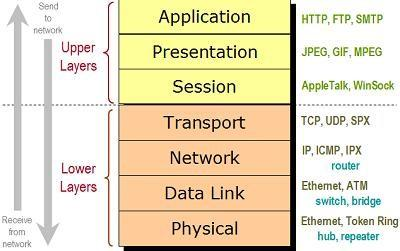 Send to
network
Upper
Layers
Application
HTTP, FTP, SMTP
Presentation
JPEG, GIF, MPEG
Session
AppleTalk, WinSock
Lower
Layers
Transport
TCP, UDP, SPX
Network
IP, ICMP, IPX
router
Data Link
Ethernet, ATM
switch, bridge
Physical
Ethernet, Token Ring
hub, repeater
Receive
from network